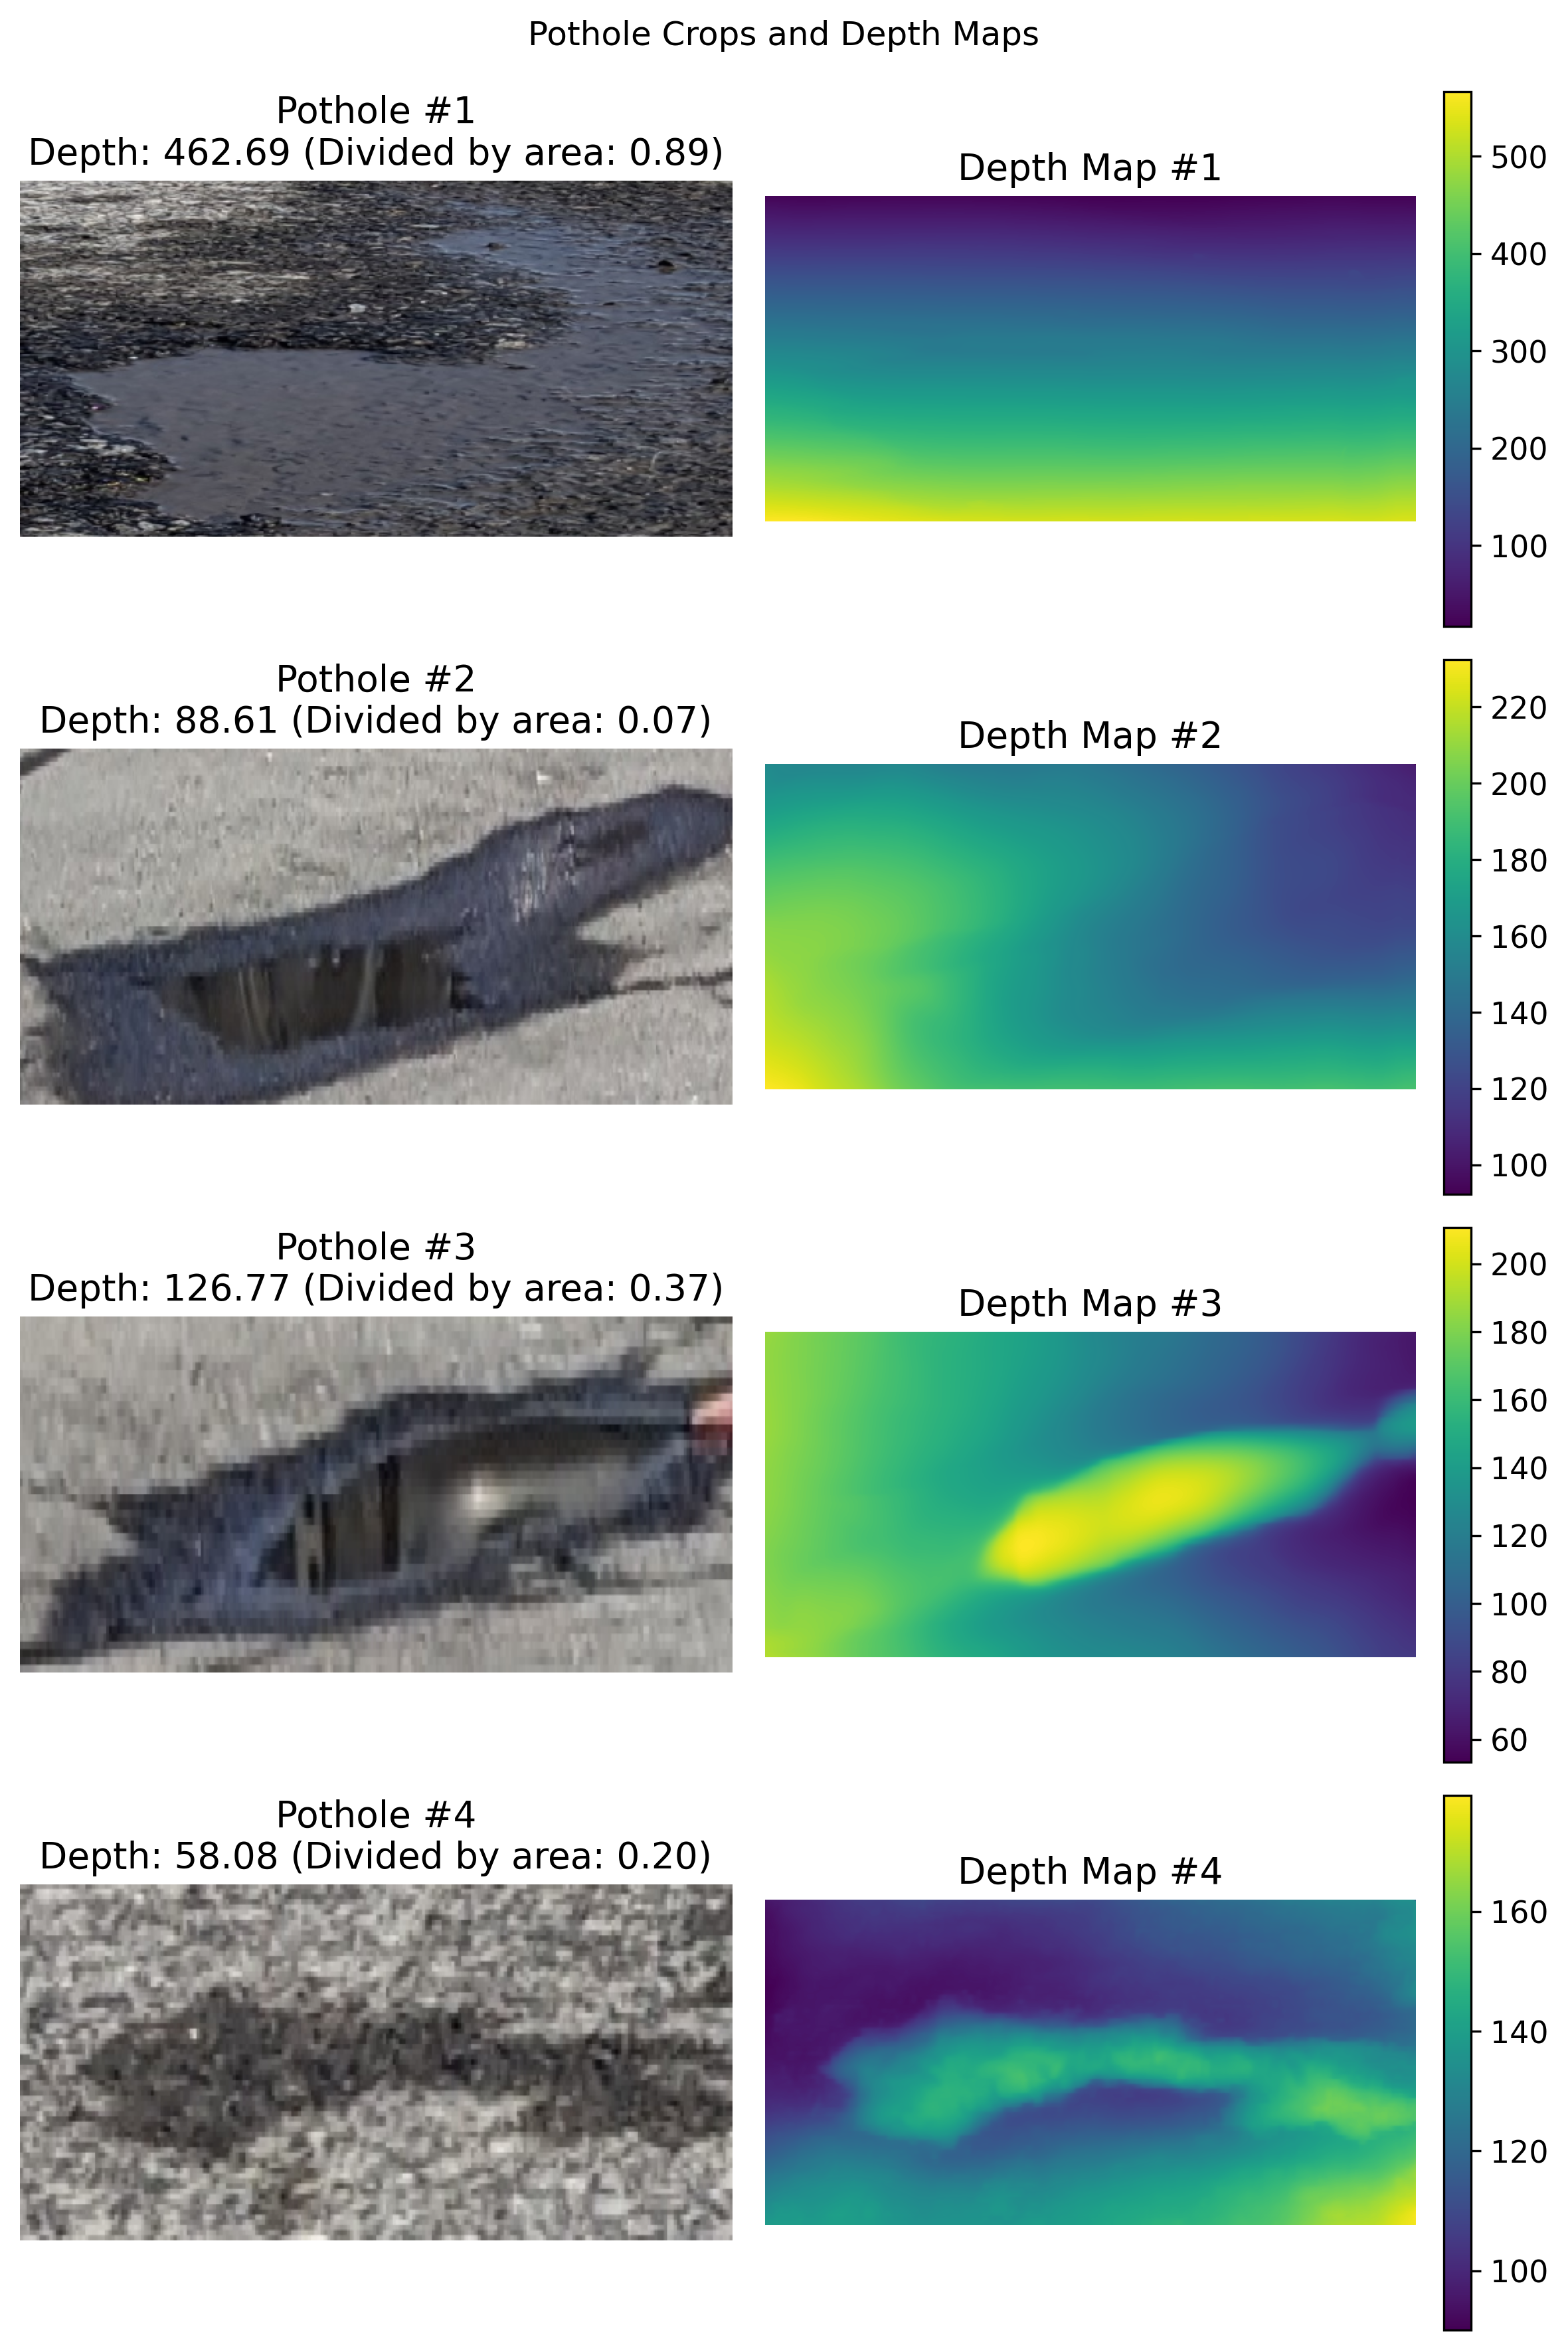 Pothole Crops and Depth Maps
Pothole #1
Depth: 462.69 (Divided by area: 0.89)
Depth Map #1
500
400
300
200
100
Pothole #2
Depth: 88.61 (Divided by area: 0.07)
Depth Map #2
220
200
180
160
140
120
100
Pothole #3
Depth: 126.77 (Divided by area: 0.37)
Depth Map #3
200
180
160
140
120
100
80
60
Pothole #4
Depth: 58.08 (Divided by area: 0.20)
Depth Map #4
160
140
120
100